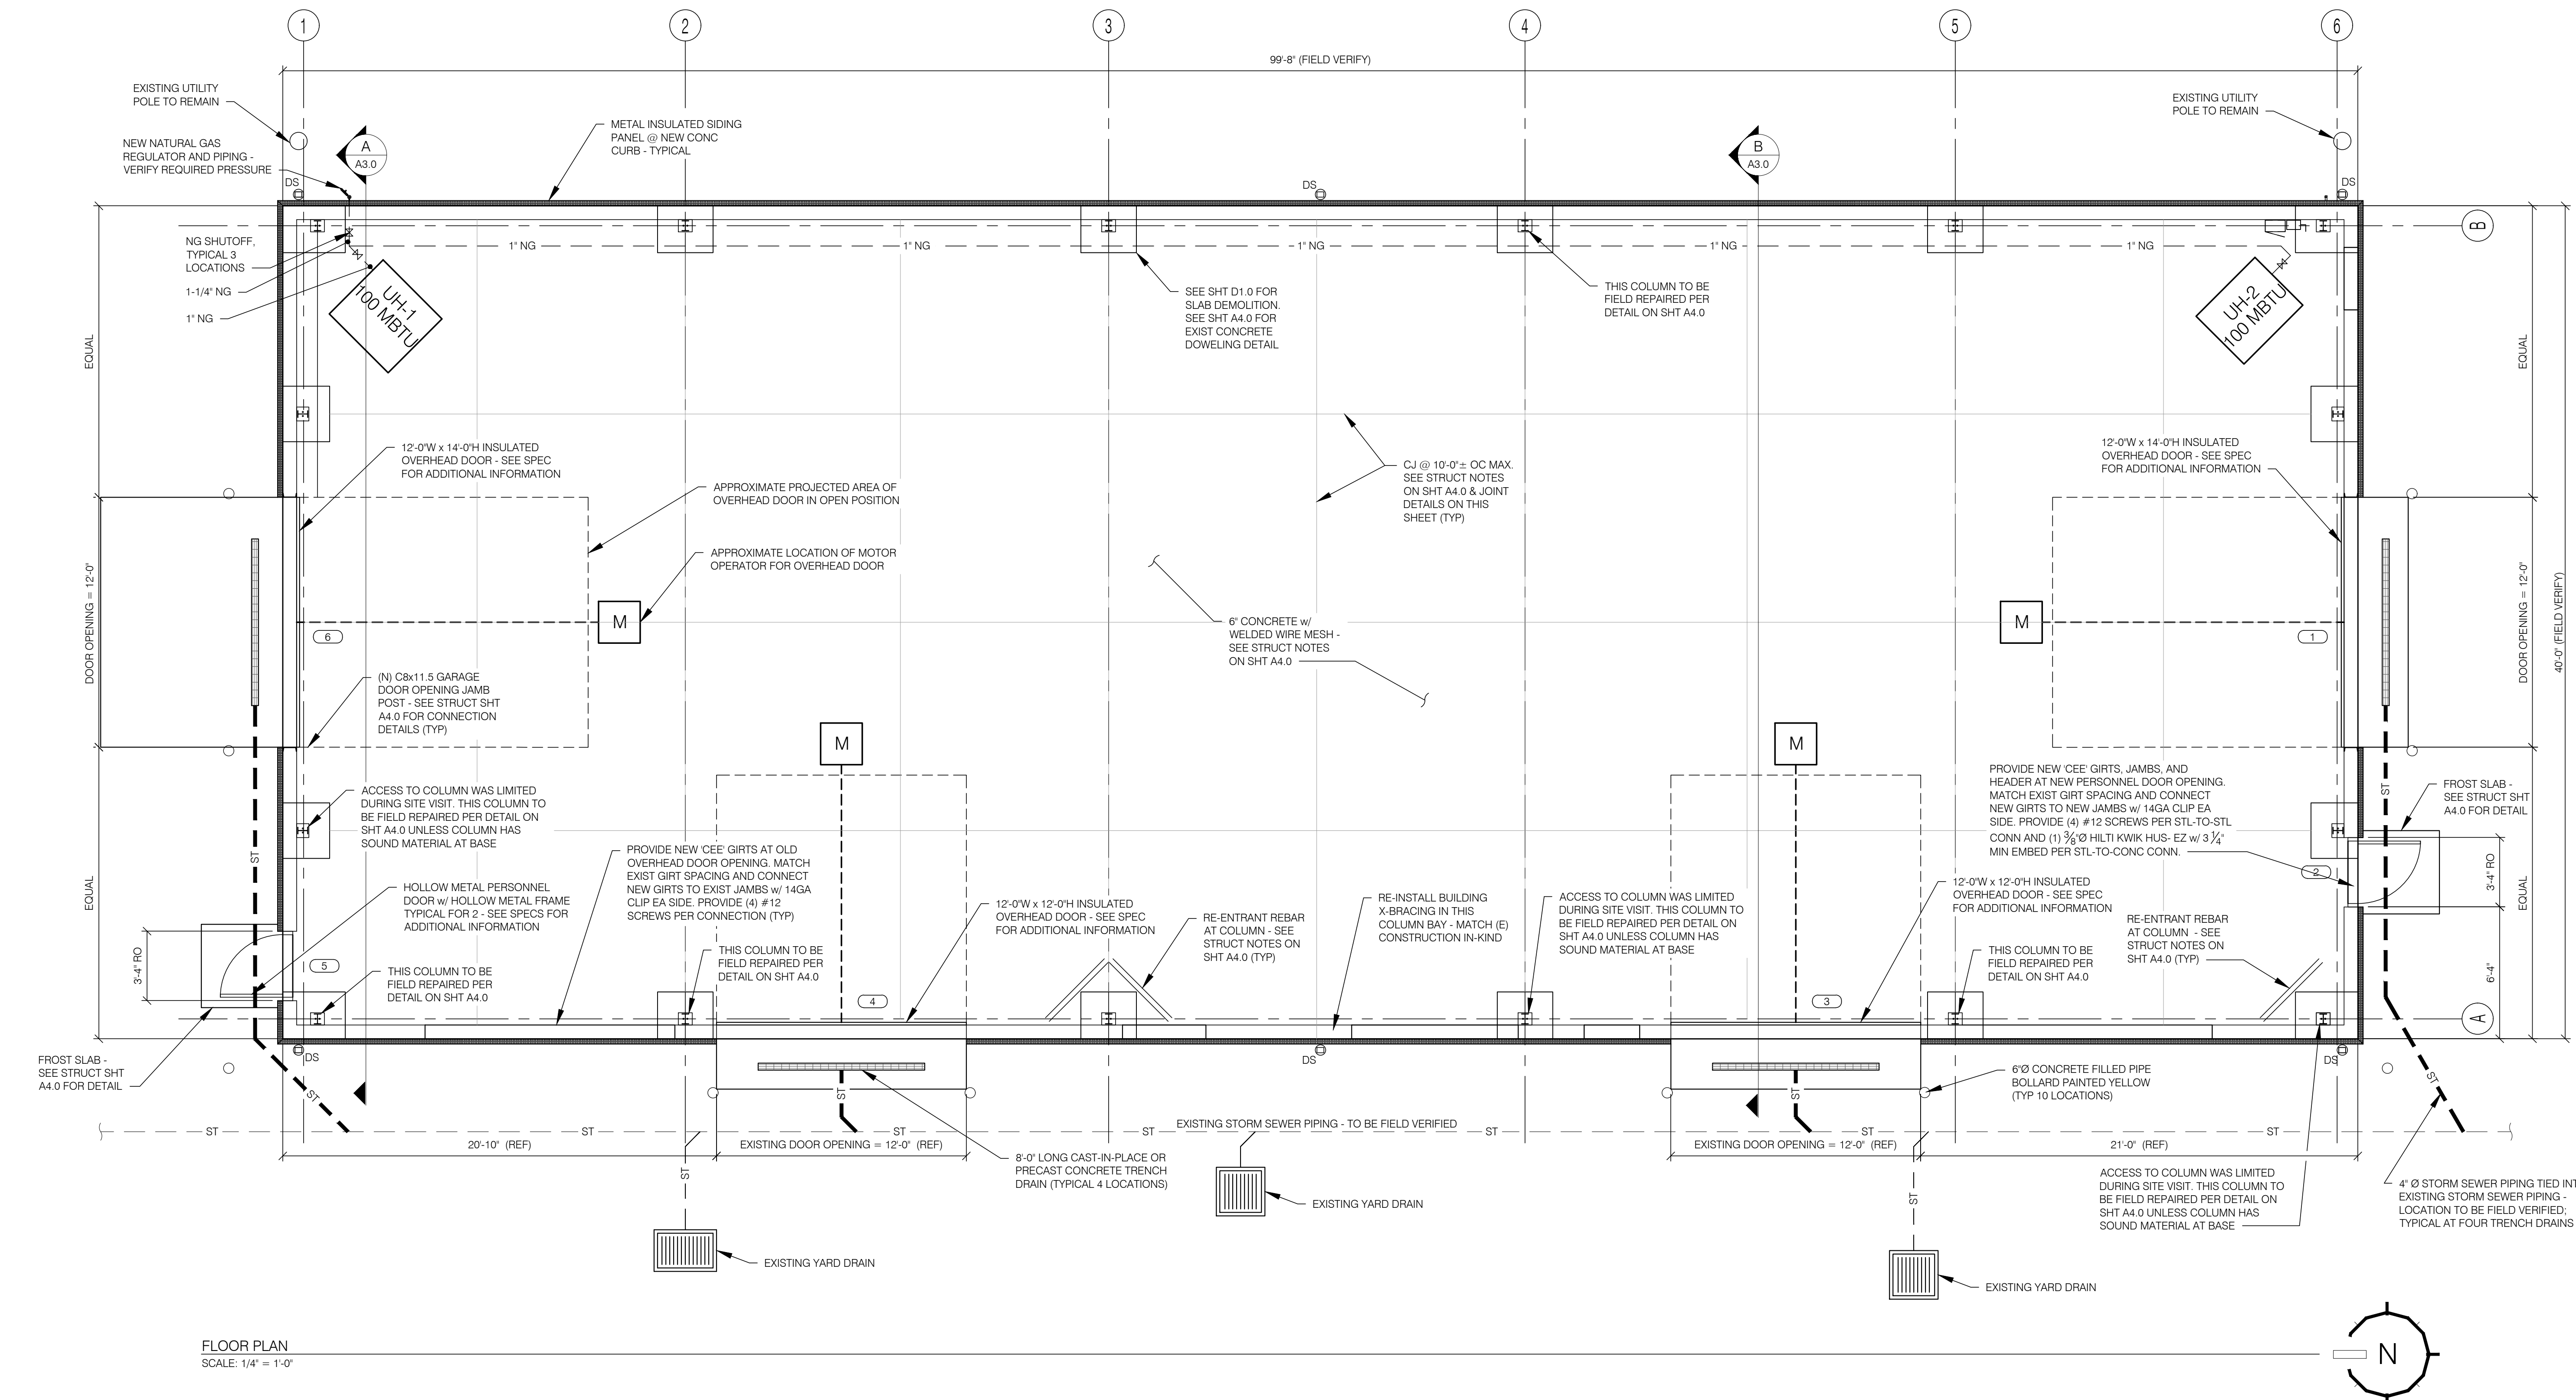 1
2
3
4
5
6
99'-8" (FIELD VERIFY)
EXISTING UTILITY
POLE TO REMAIN
EXISTING UTILITY
POLE TO REMAIN
METAL INSULATED SIDING
PANEL @ NEW CONC
CURB - TYPICAL
NEW NATURAL GAS
REGULATOR AND PIPING -
VERIFY REQUIRED PRESSURE
A
A3.0
B
A3.0
DS
DS
DS
NG SHUTOFF,
TYPICAL 3
LOCATIONS
1-1/4" NG
1" NG
1" NG
1" NG
1" NG
1" NG
1" NG
B
UH-1
100 MBTU
UH-2
100 MBTU
SEE SHT D1.0 FOR
SLAB DEMOLITION.
SEE SHT A4.0 FOR
EXIST CONCRETE
DOWELING DETAIL
THIS COLUMN TO BE
FIELD REPAIRED PER
DETAIL ON SHT A4.0
EQUAL
EQUAL
12'-0"W x 14'-0"H INSULATED
OVERHEAD DOOR - SEE SPEC
FOR ADDITIONAL INFORMATION
12'-0"W x 14'-0"H INSULATED
OVERHEAD DOOR - SEE SPEC
FOR ADDITIONAL INFORMATION
APPROXIMATE PROJECTED AREA OF
OVERHEAD DOOR IN OPEN POSITION
CJ @ 10'-0"± OC MAX.
SEE STRUCT NOTES
ON SHT A4.0 & JOINT
DETAILS ON THIS
SHEET (TYP)
APPROXIMATE LOCATION OF MOTOR
OPERATOR FOR OVERHEAD DOOR
DOOR OPENING = 12'-0"
DOOR OPENING = 12'-0"
40'-0" (FIELD VERIFY)
M
M
6
1
6" CONCRETE w/
WELDED WIRE MESH -
SEE STRUCT NOTES
ON SHT A4.0
(N) C8x11.5 GARAGE
DOOR OPENING JAMB
POST - SEE STRUCT SHT
A4.0 FOR CONNECTION
DETAILS (TYP)
M
M
ACCESS TO COLUMN WAS LIMITED
DURING SITE VISIT. THIS COLUMN TO
BE FIELD REPAIRED PER DETAIL ON
SHT A4.0 UNLESS COLUMN HAS
SOUND MATERIAL AT BASE
PROVIDE NEW 'CEE' GIRTS, JAMBS, AND
HEADER AT NEW PERSONNEL DOOR OPENING.
MATCH EXIST GIRT SPACING AND CONNECT
NEW GIRTS TO NEW JAMBS w/ 14GA CLIP EA
SIDE. PROVIDE (4) #12 SCREWS PER STL-TO-STL
CONN AND (1) 3/8"Ø HILTI KWIK HUS- EZ w/ 3 1/4"
MIN EMBED PER STL-TO-CONC CONN.
FROST SLAB -
SEE STRUCT SHT
A4.0 FOR DETAIL
ST
ST
EQUAL
EQUAL
3'-4" RO
2
HOLLOW METAL PERSONNEL
DOOR w/ HOLLOW METAL FRAME
TYPICAL FOR 2 - SEE SPECS FOR
ADDITIONAL INFORMATION
PROVIDE NEW 'CEE' GIRTS AT OLD
OVERHEAD DOOR OPENING. MATCH
EXIST GIRT SPACING AND CONNECT
NEW GIRTS TO EXIST JAMBS w/ 14GA
CLIP EA SIDE. PROVIDE (4) #12
SCREWS PER CONNECTION (TYP)
12'-0"W x 12'-0"H INSULATED
OVERHEAD DOOR - SEE SPEC
FOR ADDITIONAL INFORMATION
RE-ENTRANT REBAR
AT COLUMN - SEE
STRUCT NOTES ON
SHT A4.0 (TYP)
RE-INSTALL BUILDING
X-BRACING IN THIS
COLUMN BAY - MATCH (E)
CONSTRUCTION IN-KIND
ACCESS TO COLUMN WAS LIMITED
DURING SITE VISIT. THIS COLUMN TO
BE FIELD REPAIRED PER DETAIL ON
SHT A4.0 UNLESS COLUMN HAS
SOUND MATERIAL AT BASE
12'-0"W x 12'-0"H INSULATED
OVERHEAD DOOR - SEE SPEC
FOR ADDITIONAL INFORMATION
RE-ENTRANT REBAR
AT COLUMN - SEE
STRUCT NOTES ON
SHT A4.0 (TYP)
3'-4" RO
5
THIS COLUMN TO BE
FIELD REPAIRED PER
DETAIL ON SHT A4.0
THIS COLUMN TO BE
FIELD REPAIRED PER
DETAIL ON SHT A4.0
THIS COLUMN TO BE
FIELD REPAIRED PER
DETAIL ON SHT A4.0
6'-4"
4
3
A
FROST SLAB -
SEE STRUCT SHT
A4.0 FOR DETAIL
DS
DS
DS
ST
ST
ST
ST
6"Ø CONCRETE FILLED PIPE
BOLLARD PAINTED YELLOW
(TYP 10 LOCATIONS)
EXISTING STORM SEWER PIPING - TO BE FIELD VERIFIED
ST
ST
ST
ST
ST
ST
ST
20'-10" (REF)
EXISTING DOOR OPENING = 12'-0" (REF)
EXISTING DOOR OPENING = 12'-0" (REF)
21'-0" (REF)
8'-0" LONG CAST-IN-PLACE OR
PRECAST CONCRETE TRENCH
DRAIN (TYPICAL 4 LOCATIONS)
ST
ST
ACCESS TO COLUMN WAS LIMITED
DURING SITE VISIT. THIS COLUMN TO
BE FIELD REPAIRED PER DETAIL ON
SHT A4.0 UNLESS COLUMN HAS
SOUND MATERIAL AT BASE
4" Ø STORM SEWER PIPING TIED INT
EXISTING STORM SEWER PIPING -
LOCATION TO BE FIELD VERIFIED;
TYPICAL AT FOUR TRENCH DRAINS
EXISTING YARD DRAIN
EXISTING YARD DRAIN
EXISTING YARD DRAIN
FLOOR PLAN
SCALE: 1/4" = 1'-0"
N